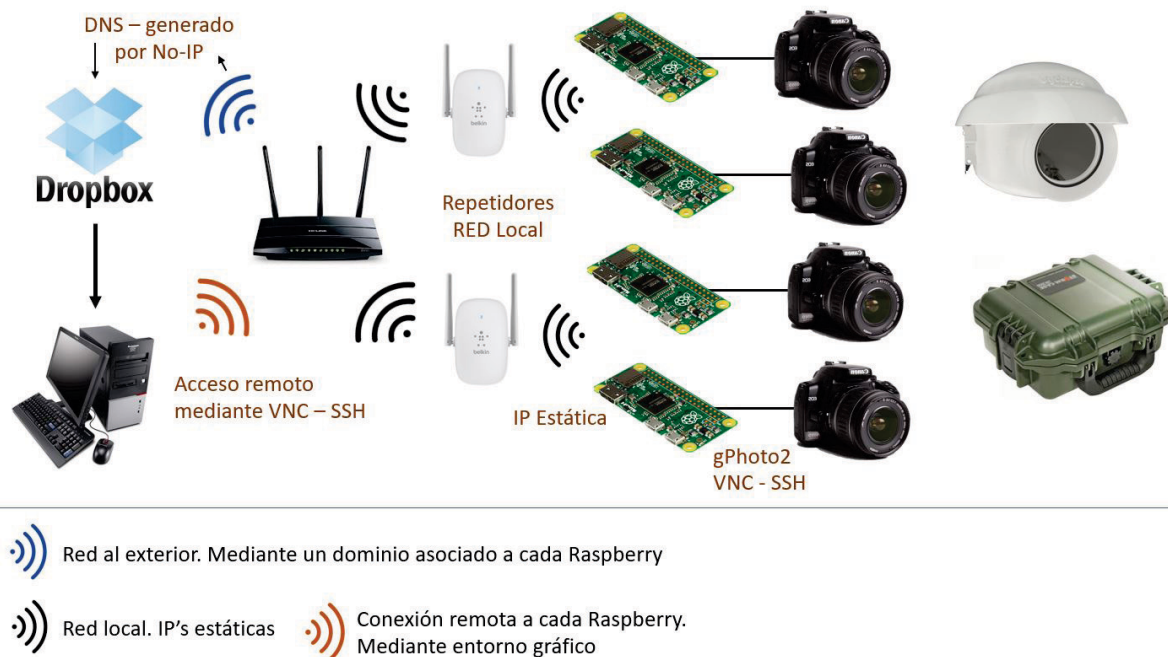 DNS – generado
por No-IP
Dropbox
belkin
Repetidores
RED Local
belkin
Acceso remoto
mediante VNC – SSH
IP Estática
gPhoto2
VNC - SSH
Red al exterior. Mediante un dominio asociado a cada Raspberry
Red local. IP's estáticas
Conexión remota a cada Raspberry.
Mediante entorno gráfico